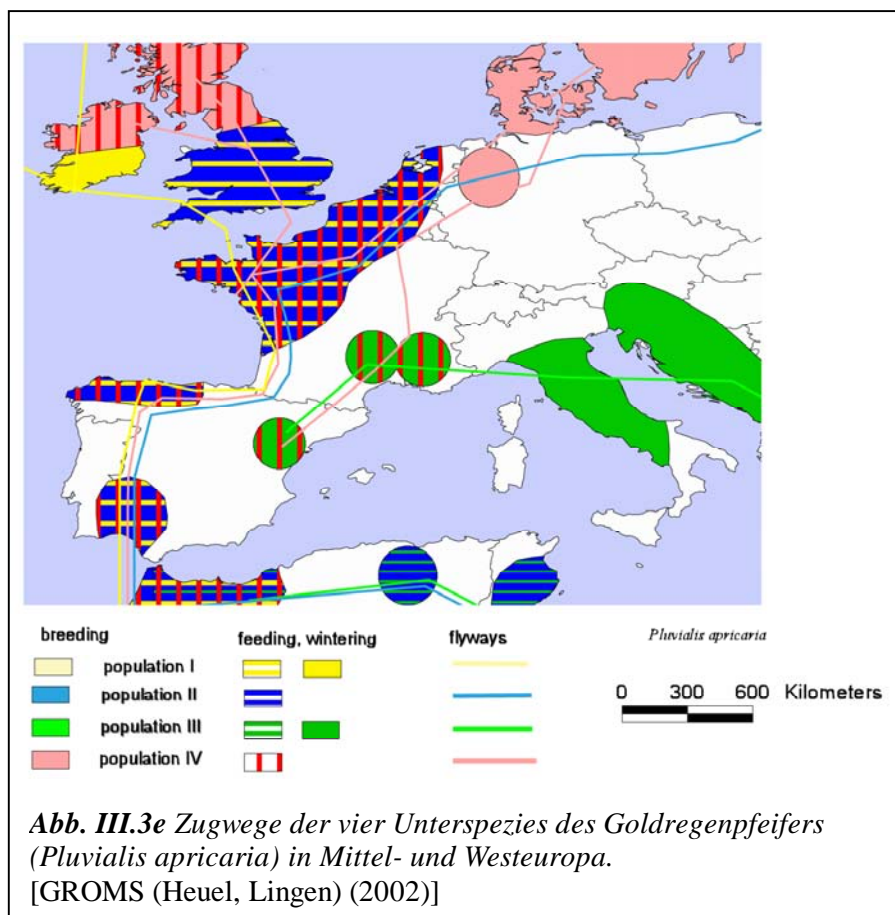 breeding feeding, wintering flyways Pluvialis apricaria
population I
population II 0 300 600 Kilometers
population III
population IV
Abb. III.3e Zugwege der vier Unterspezies des Goldregenpfeifers
(Pluvialis apricaria) in Mittel- und Westeuropa.
[GROMS (Heuel, Lingen) (2002)]